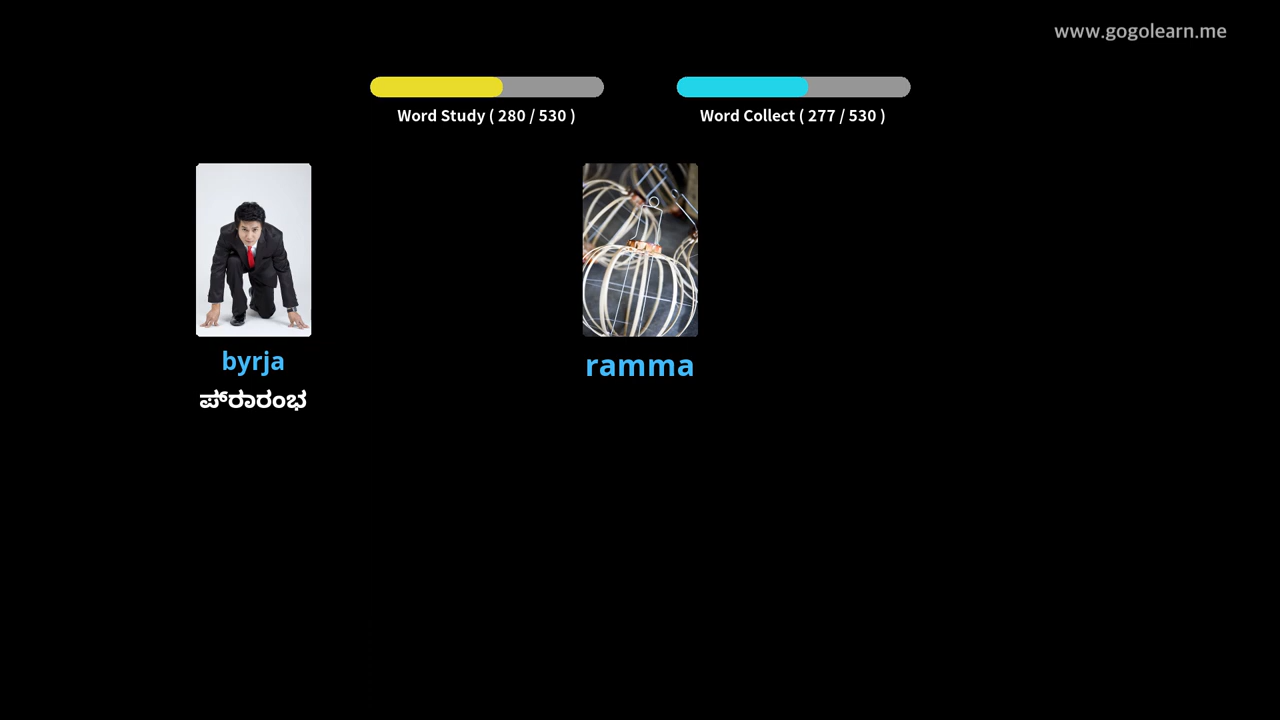 www.gogolearn.me
Word Study ( 280 / 530 )
Word Collect ( 277 / 530 )
byrja
ಪ್ರಾರಂಭ
ramma